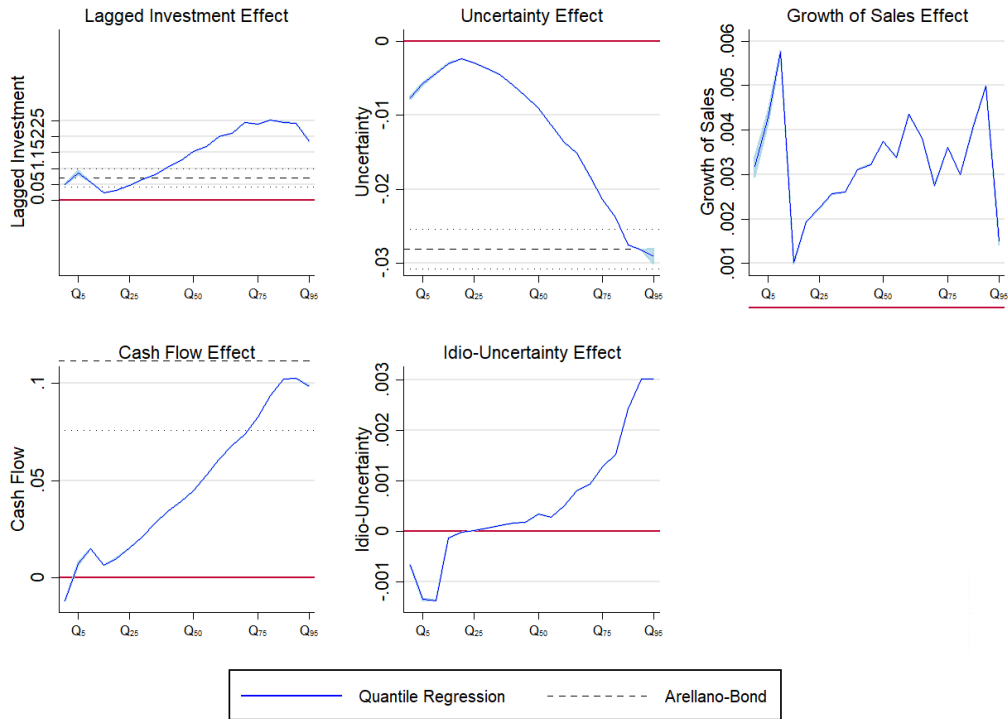 Lagged Investment Effect
Lagged Investment
0.05.1.15.2.25
Q5 Q25 Q50 Q75 Q95
Uncertainty Effect
Uncertainty
0
-.01
-.02
-.03
Q5 Q25 Q50 Q75 Q95
Growth of Sales Effect
Growth of Sales
.006
.005
.004
.003
.002
.001
Q5 Q25 Q50 Q75 Q95
Cash Flow Effect
Cash Flow
.1
.05
0
Q5 Q25 Q50 Q75 Q95
Idio-Uncertainty Effect
Idio-Uncertainty
.003
.002
.001
0
-.001
Q5 Q25 Q50 Q75 Q95
Quantile Regression Arellano-Bond